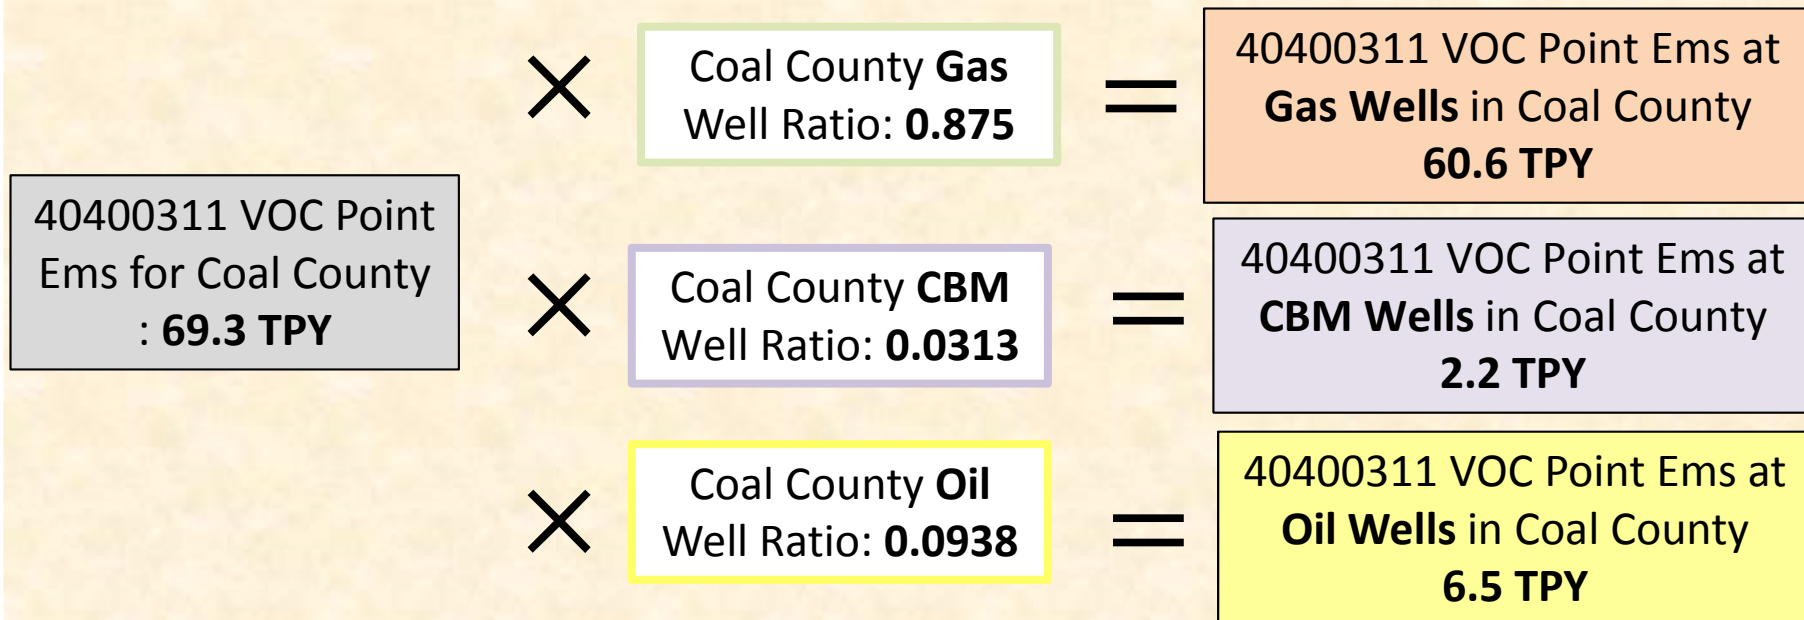 40400311 VOC Point
Ems for Coal County
: 69.3 TPY
×
Coal County Gas
Well Ratio: 0.875
=
40400311 VOC Point Ems at
Gas Wells in Coal County
60.6 TPY
×
Coal County CBM
Well Ratio: 0.0313
=
40400311 VOC Point Ems at
CBM Wells in Coal County
2.2 TPY
×
Coal County Oil
Well Ratio: 0.0938
=
40400311 VOC Point Ems at
Oil Wells in Coal County
6.5 TPY